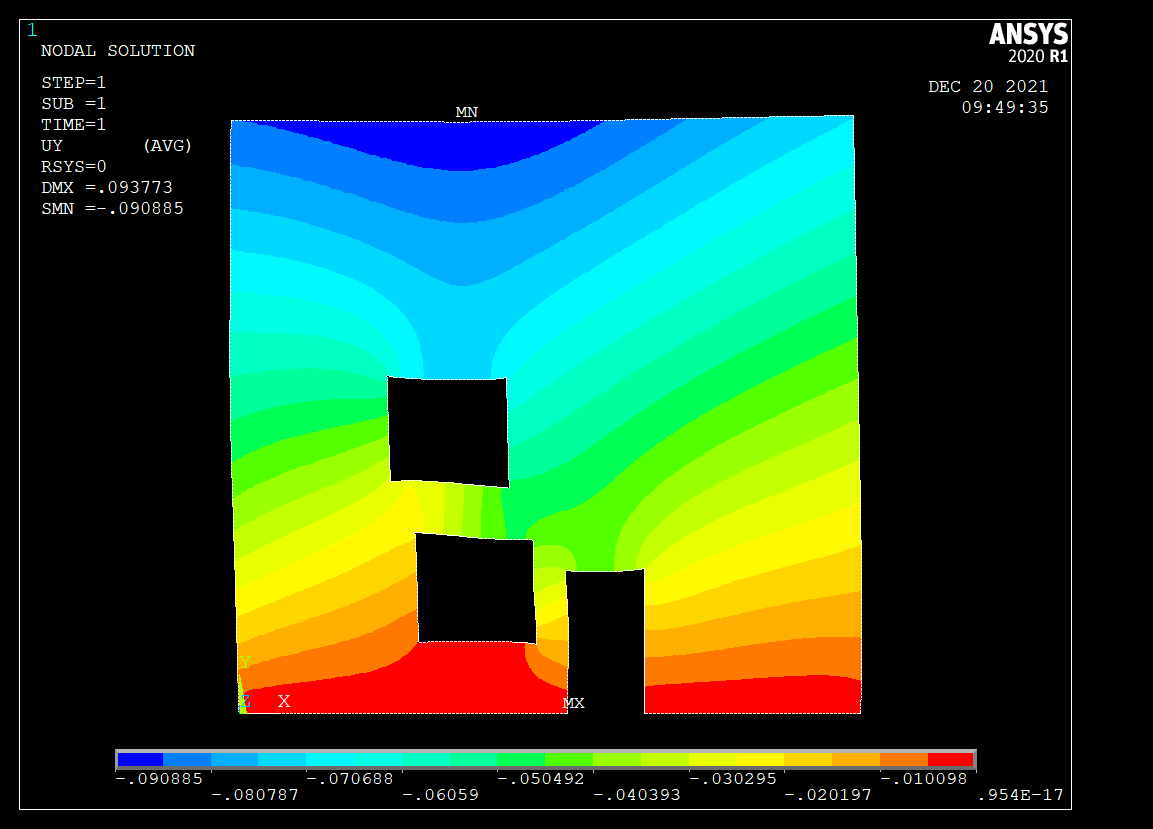 1
NODAL SOLUTION
STEP=1
SUB =1
TIME=1
UY (AVG)
RSYS=0
DMX =.093773
SMN =-.090885
ANSYS
2020 R1
DEC 20 2021
09:49:35
MN
Y
Z X
MX
-.090885 -.070688 -.050492 -.030295 -.010098
-.080787 -.06059 -.040393 -.020197 .954E-17